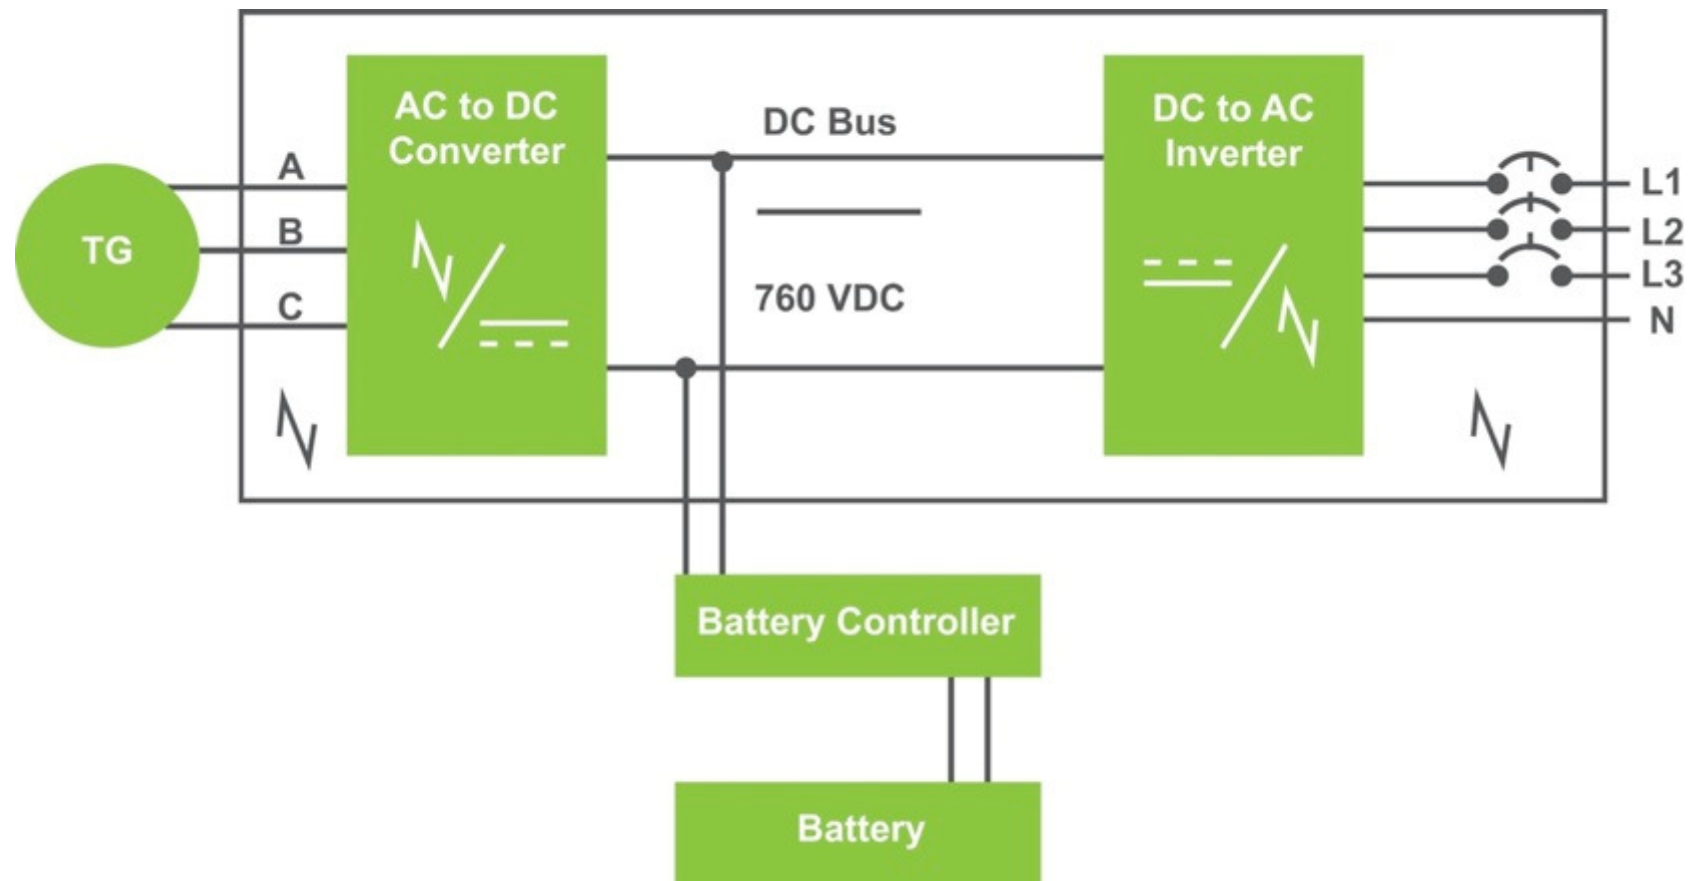 AC to DC
Converter
DC Bus
DC to AC
Inverter
A
B
C
TG
760 VDC
L1
L2
L3
N
Battery Controller
Battery